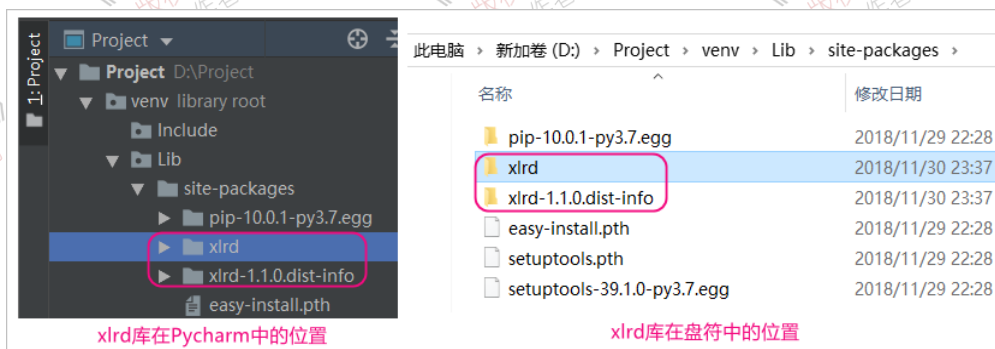 1: Project
Project
Project D:\Project
venv library root
Include
Lib
site-packages
pip-10.0.1-py3.7.egg
xlrd
xlrd-1.1.0.dist-info
easy-install.pth
xlrd库在Pycharm中的位置
此电脑 › 新加卷 (D:) › Project › venv › Lib › site-packages ›
名称 修改日期
pip-10.0.1-py3.7.egg 2018/11/29 22:28
xlrd 2018/11/30 23:37
xlrd-1.1.0.dist-info 2018/11/30 23:37
easy-install.pth 2018/11/29 22:28
setuptools.pth 2018/11/29 22:28
setuptools-39.1.0-py3.7.egg 2018/11/29 22:28
xlrd库在盘符中的位置